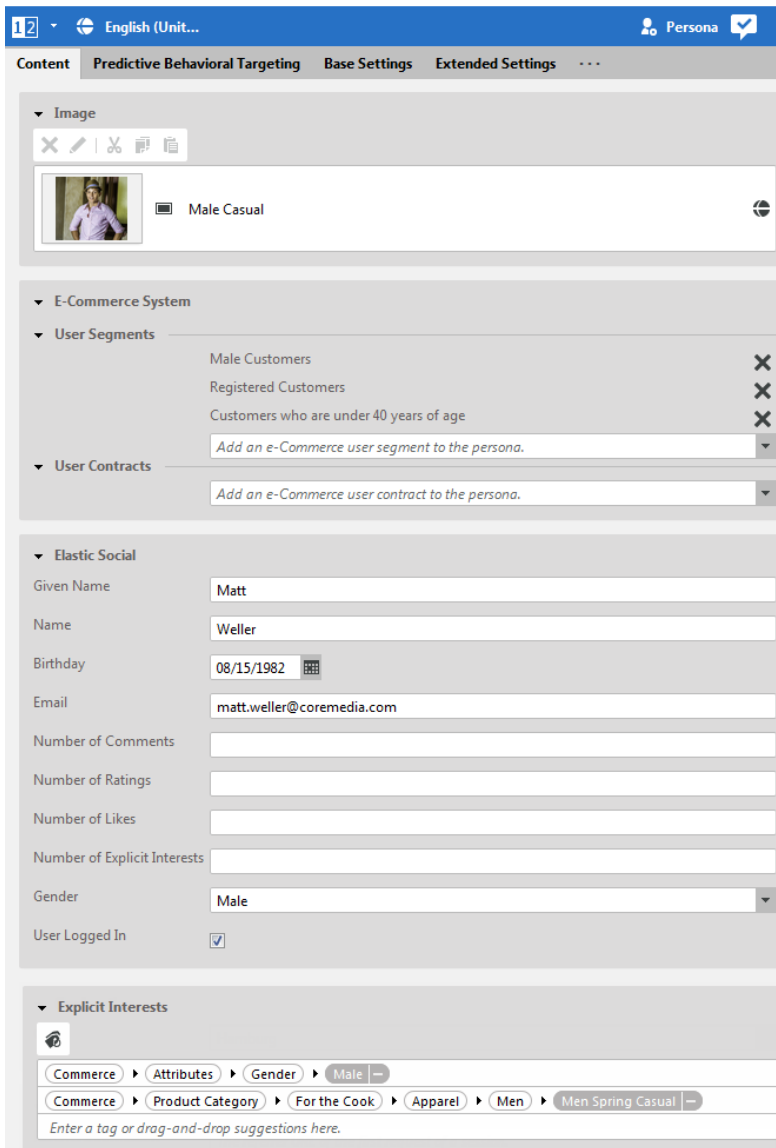 12 English (Unit... Persona
Content Predictive Behavioral Targeting Base Settings Extended Settings ...
Image
Male Casual
E-Commerce System
User Segments
Male Customers
Registered Customers
Customers who are under 40 years of age
Add an e-Commerce user segment to the persona.
User Contracts
Add an e-Commerce user contract to the persona.
Elastic Social
Given Name Matt
Name Weller
Birthday 08/15/1982
Email matt.weller@coremedia.com
Number of Comments
Number of Ratings
Number of Likes
Number of Explicit Interests
Gender Male
User Logged In
Explicit Interests
Commerce Attributes Gender Male
Commerce Product Category For the Cook Apparel Men Men Spring Casual
Enter a tag or drag-and-drop suggestions here.